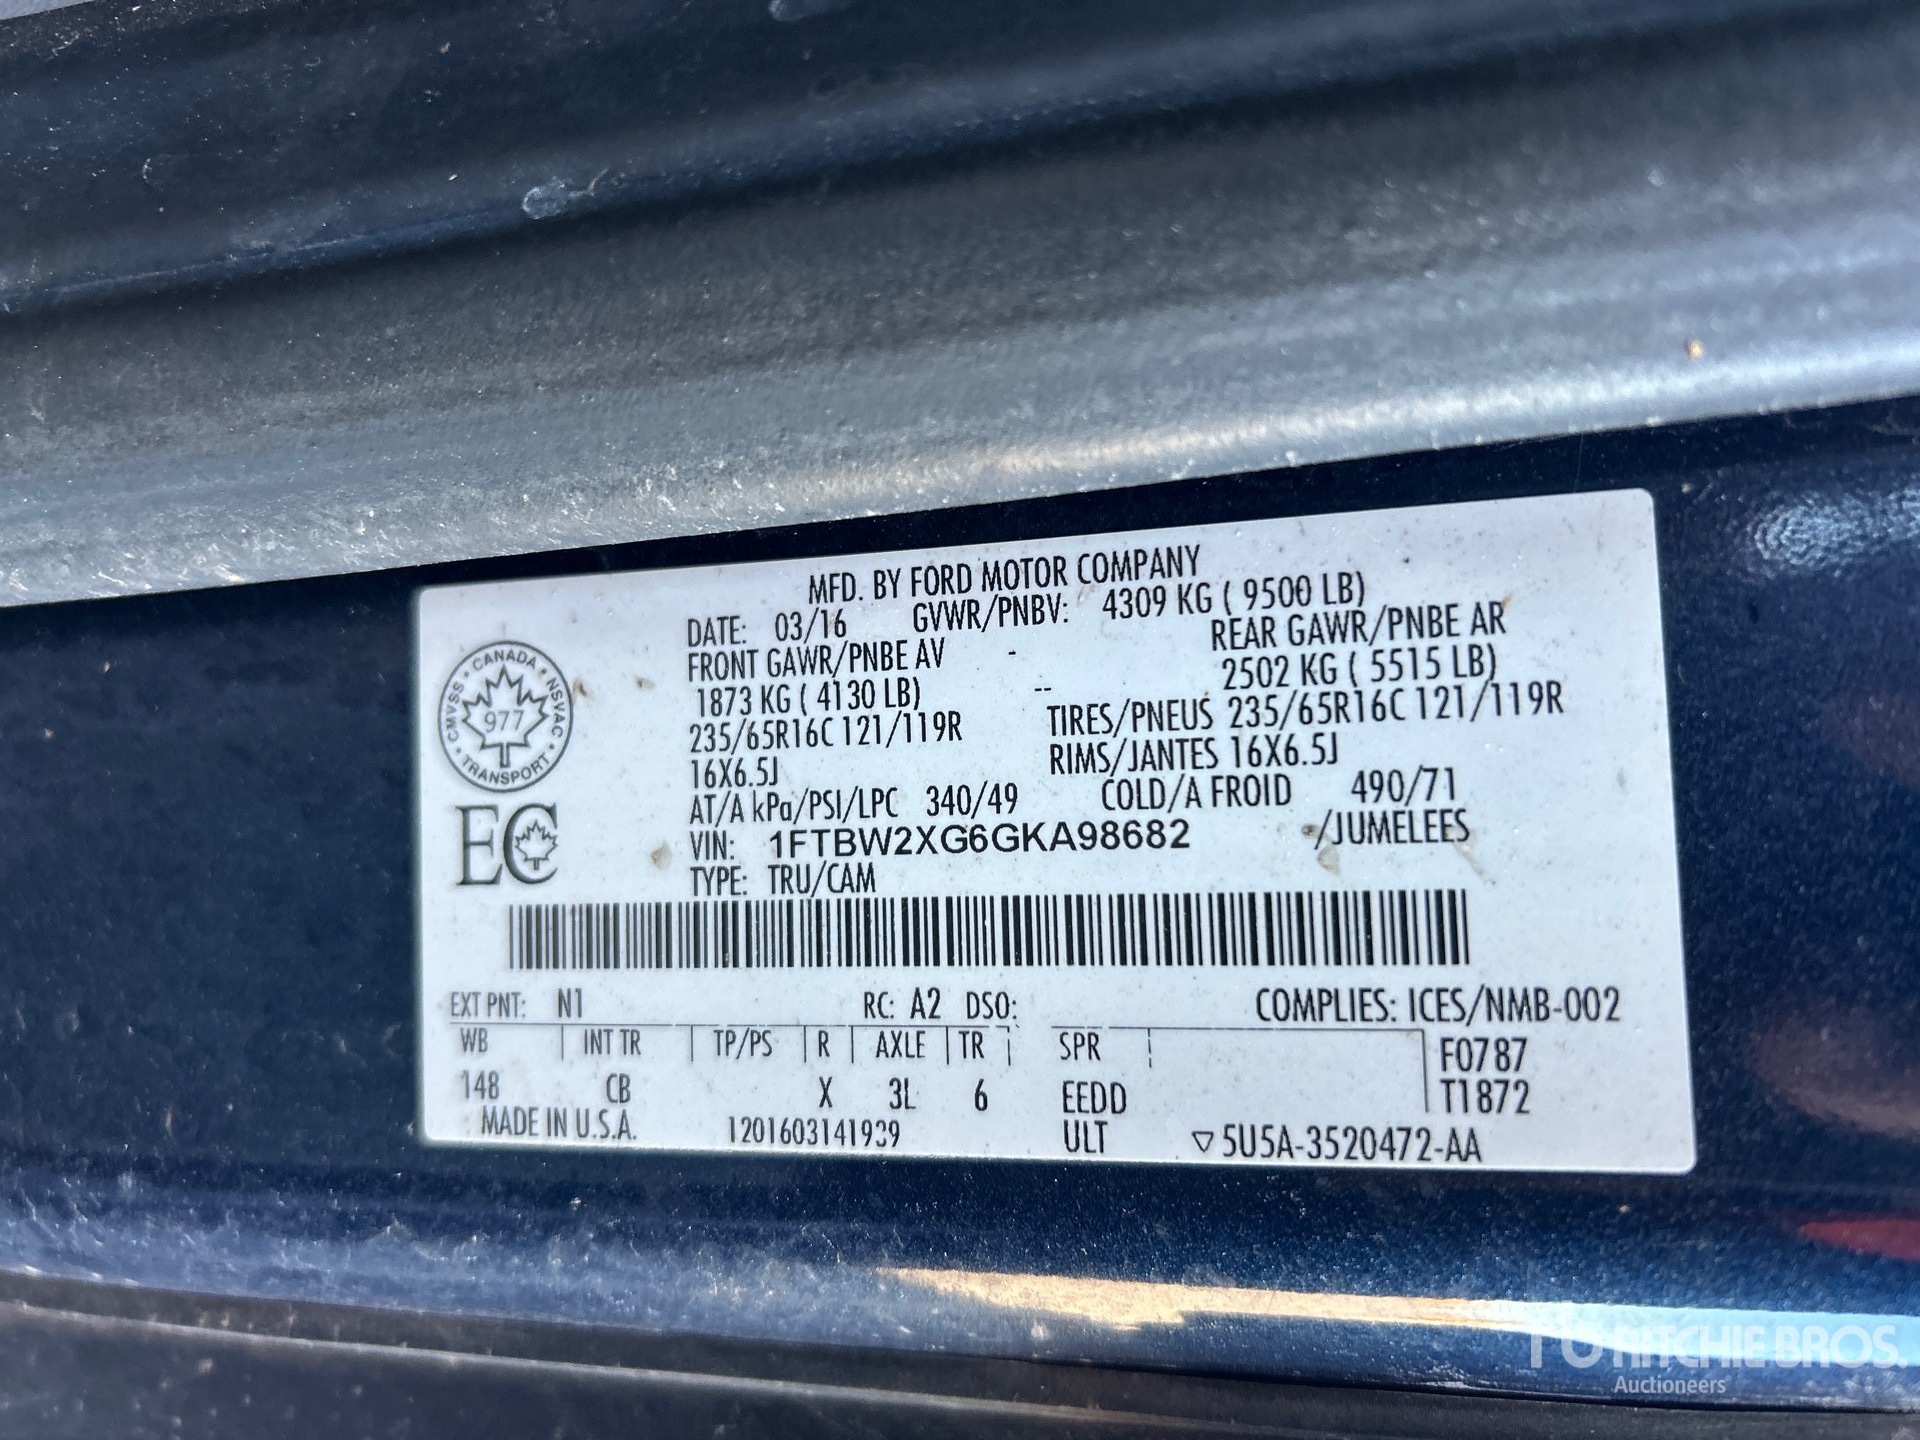 MFD. BY FORD MOTOR COMPANY
DATE: 03/16 GVWR/PNBV: 4309 KG ( 9500 LB)
FRONT GAWR/PNBE AV - REAR GAWR/PNBE AR
1873 KG ( 4130 LB) -- 2502 KG ( 5515 LB)
235/65R16C 121/119R TIRES/PNEUS 235/65R16C 121/119R
16X6.5J RIMS/JANTES 16X6.5J
AT/A kPa/PSI/LPC 340/49 COLD/A FROID 490/71
VIN: 1FTBW2XG6GKA98682 /JUMELEES
TYPE: TRU/CAM
CANADA • NSVAC • TRANSPORT • CMVSS •
977
EC
EXT PNT: N1 RC: A2 DSO: COMPLIES: ICES/NMB-002
WB INT TR TP/PS R AXLE TR SPR F0787
148 CB X 3L 6 EEDD T1872
MADE IN U.S.A. 1201603141939 ULT ▽ 5U5A-3520472-AA
RITCHIE BROS.
Auctioneers